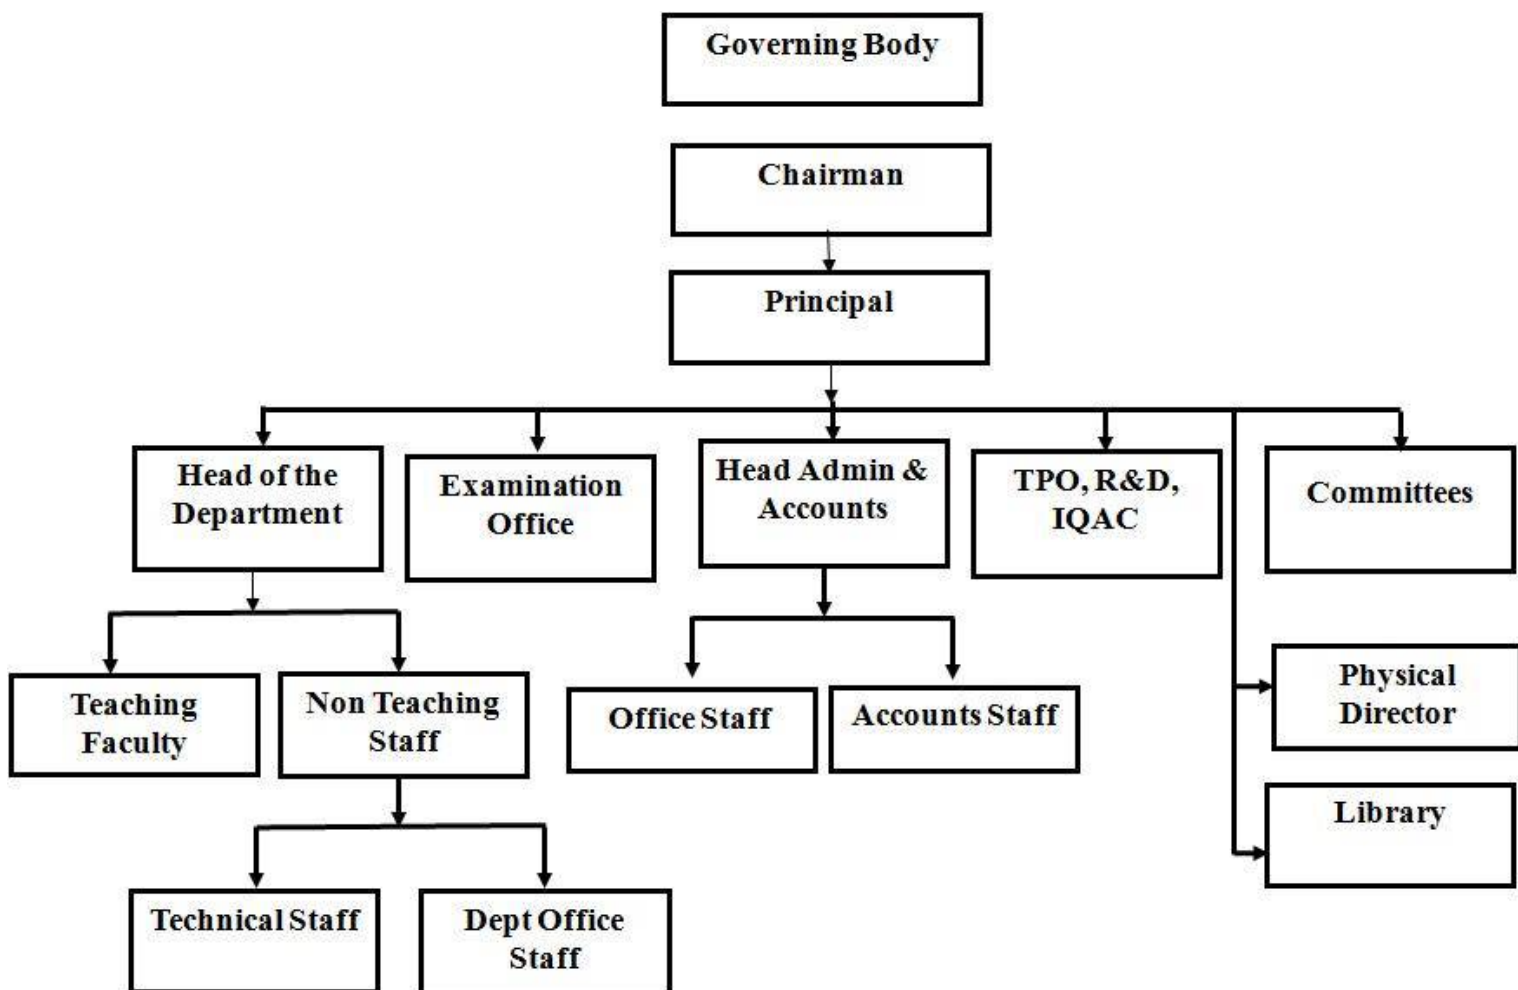 Governing Body
Chairman
Principal
Head of the
Department
Examination
Office
Head Admin &
Accounts
TPO, R&D,
IQAC
Committees
Teaching
Faculty
Non Teaching
Staff
Office Staff
Accounts Staff
Physical
Director
Library
Technical Staff
Dept Office
Staff